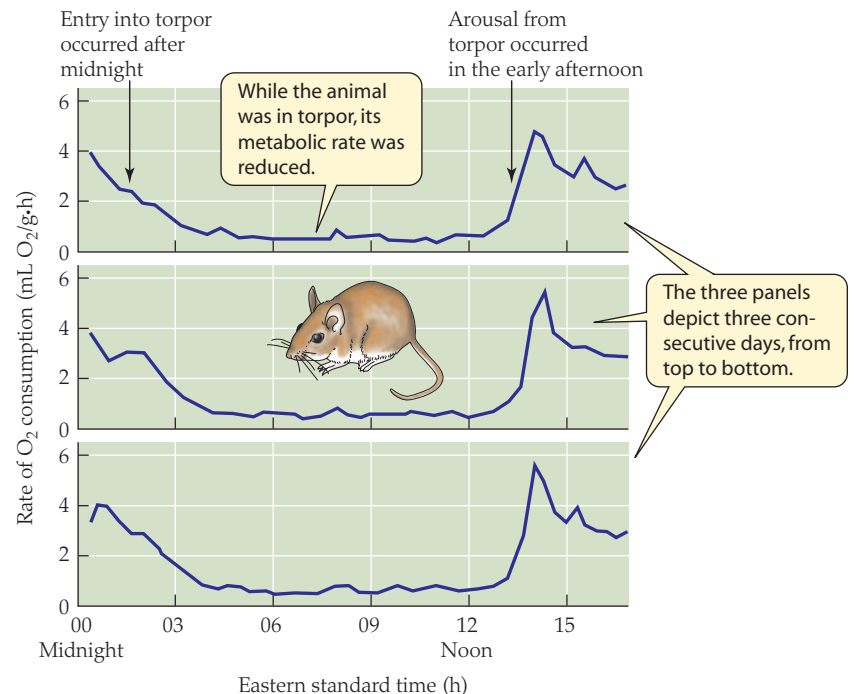 Entry into torpor
occurred after
midnight
Arousal from
torpor occurred
in the early afternoon
While the animal
was in torpor, its
metabolic rate was
reduced.
The three panels
depict three con-
secutive days, from
top to bottom.
Rate of O₂ consumption (mL O₂/g•h)
6
4
2
0
6
4
2
0
6
4
2
0
00 03 06 09 12 15
Midnight Noon
Eastern standard time (h)